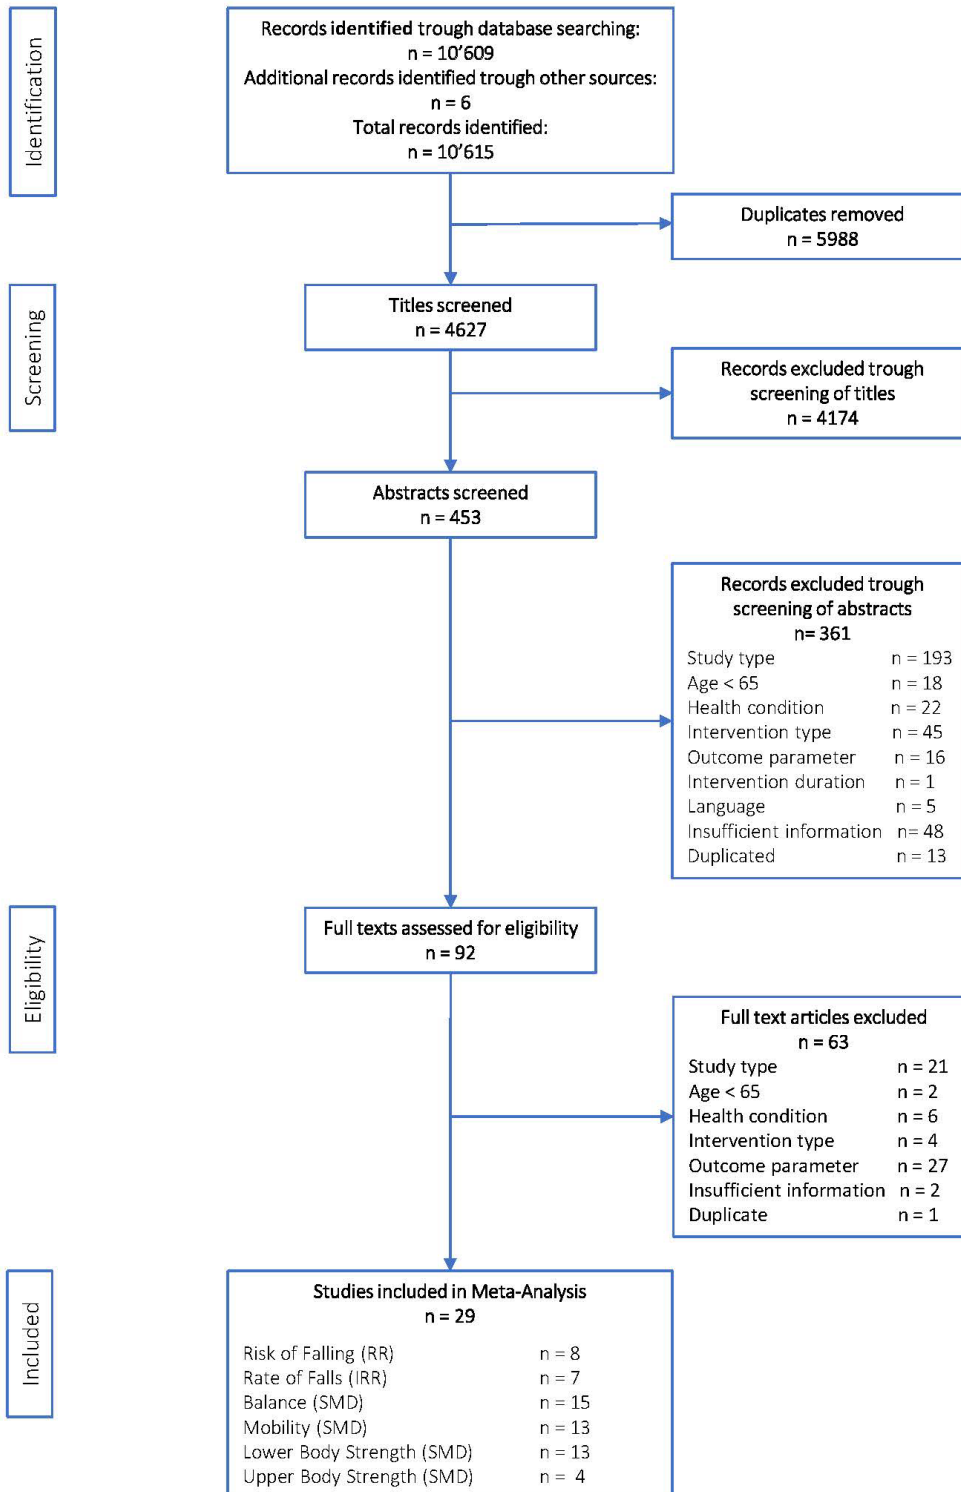 Identification
Records identified trough database searching:
n = 10’609
Additional records identified trough other sources:
n = 6
Total records identified:
n = 10’615
Duplicates removed
n = 5988
Screening
Titles screened
n = 4627
Records excluded trough
screening of titles
n = 4174
Abstracts screened
n = 453
Records excluded trough
screening of abstracts
n= 361
Study type n = 193
Age < 65 n = 18
Health condition n = 22
Intervention type n = 45
Outcome parameter n = 16
Intervention duration n = 1
Language n = 5
Insufficient information n= 48
Duplicated n = 13
Eligibility
Full texts assessed for eligibility
n = 92
Full text articles excluded
n = 63
Study type n = 21
Age < 65 n = 2
Health condition n = 6
Intervention type n = 4
Outcome parameter n = 27
Insufficient information n = 2
Duplicate n = 1
Included
Studies included in Meta-Analysis
n = 29
Risk of Falling (RR) n = 8
Rate of Falls (IRR) n = 7
Balance (SMD) n = 15
Mobility (SMD) n = 13
Lower Body Strength (SMD) n = 13
Upper Body Strength (SMD) n = 4